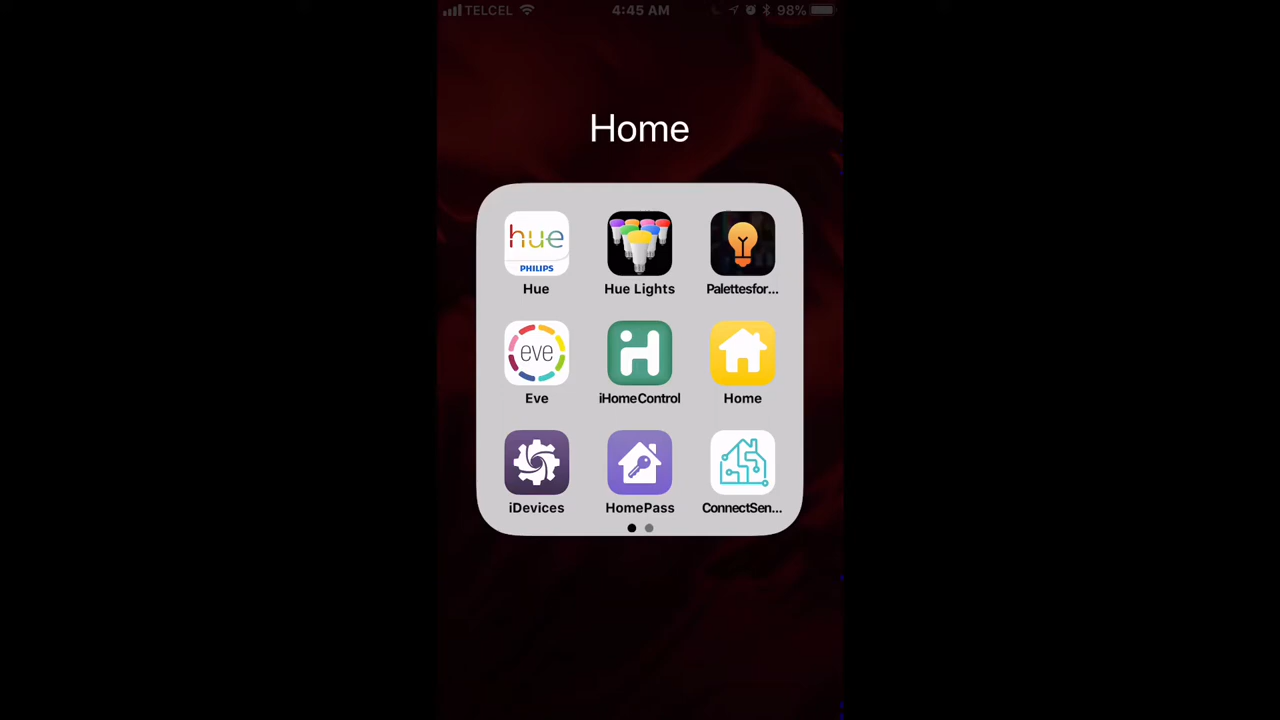 TELCEL 4:45 AM 98%
Home
hue
PHILIPS
Hue Hue Lights Palettesfor...
eve
Eve iHomeControl Home
iDevices HomePass ConnectSen...